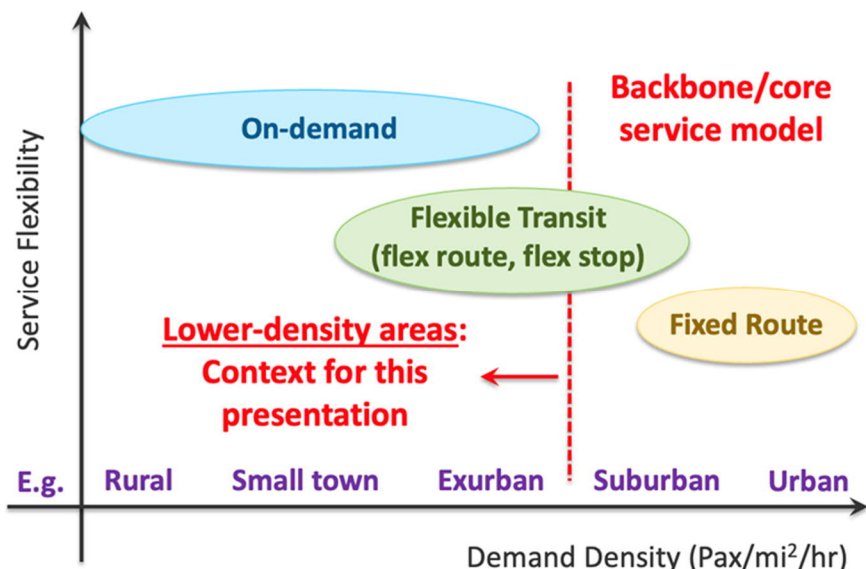 Backbone/core
service model
On-demand
Flexible Transit
(flex route, flex stop)
Fixed Route
Lower-density areas:
Context for this
presentation
Service Flexibility
E.g. Rural Small town Exurban Suburban Urban
Demand Density (Pax/mi²/hr)